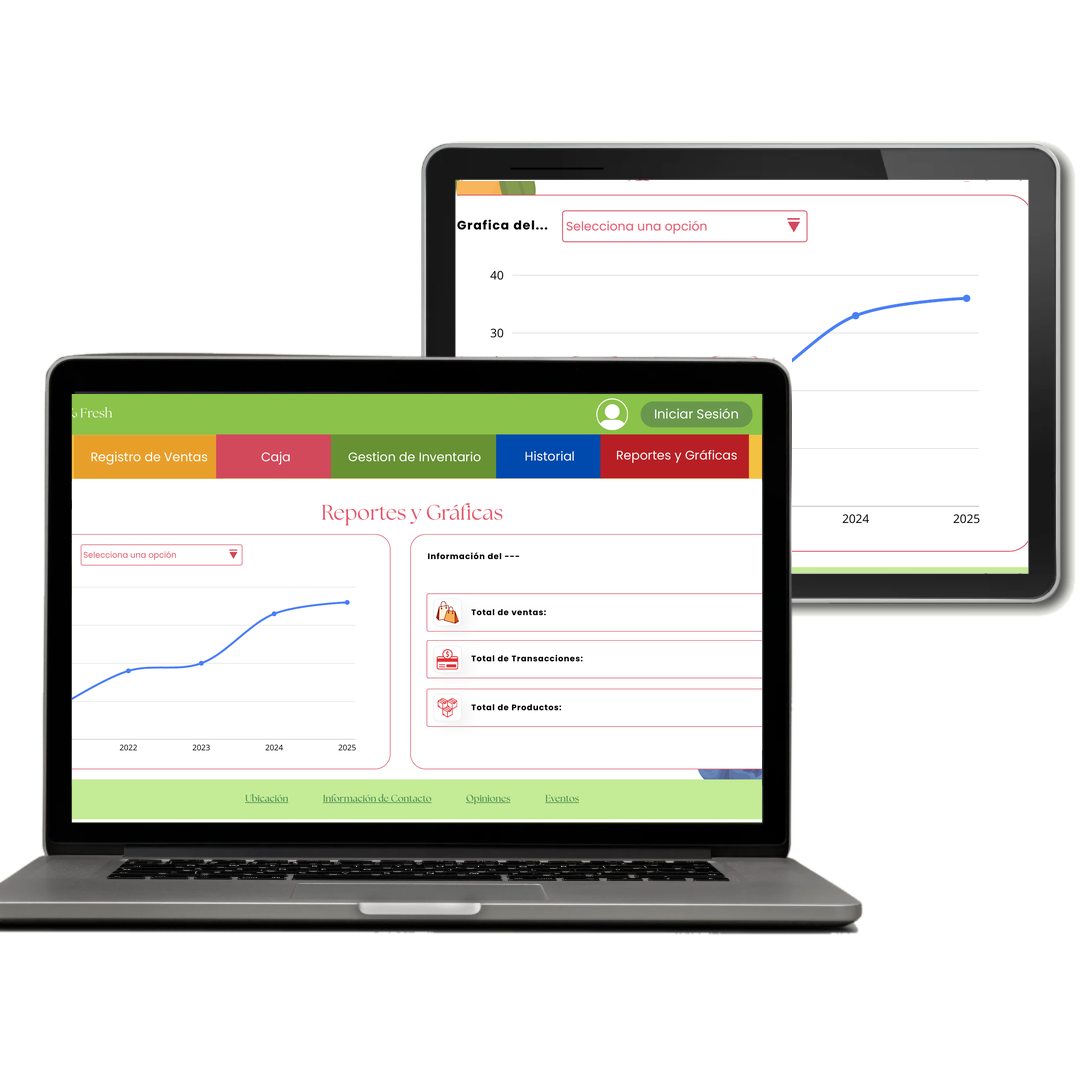 Grafica del...
Selecciona una opción
40
30
2024
2025
Fresh
Iniciar Sesión
Registro de Ventas
Caja
Gestion de Inventario
Historial
Reportes y Gráficas
Reportes y Gráficas
Selecciona una opción
2022
2023
2024
2025
Información del ---
Total de ventas:
Total de Transacciones:
Total de Productos:
Ubicación
Información de Contacto
Opiniones
Eventos